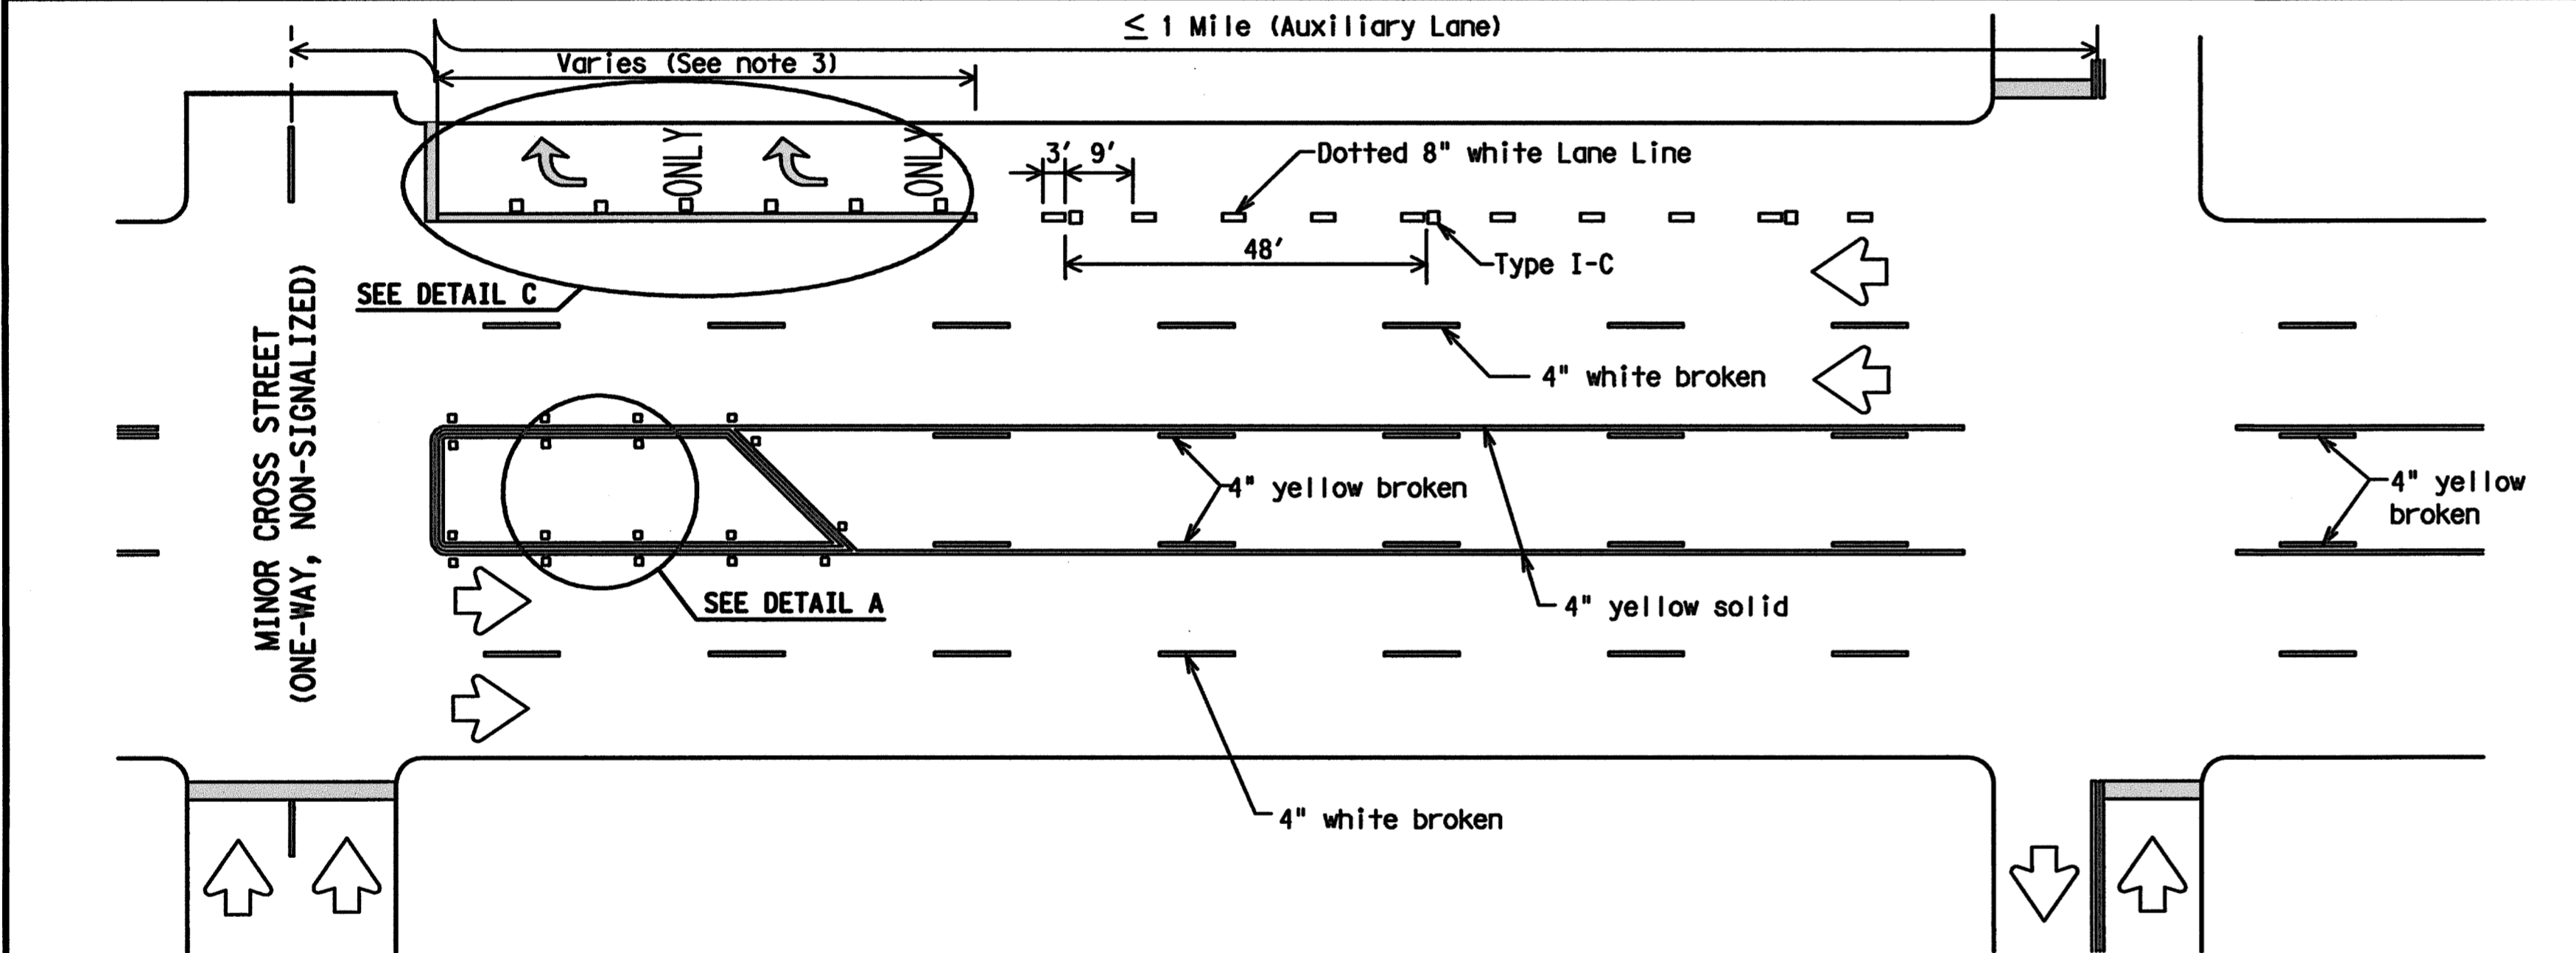 ≤ 1 Mile (Auxiliary Lane)
Varies (See note 3)
ONLY
ONLY
3' 9'
Dotted 8" white Lane Line
48'
Type I-C
SEE DETAIL C
4" white broken
MINOR CROSS STREET
(ONE-WAY, NON-SIGNALIZED)
4" yellow broken
4" yellow
broken
SEE DETAIL A
4" yellow solid
4" white broken